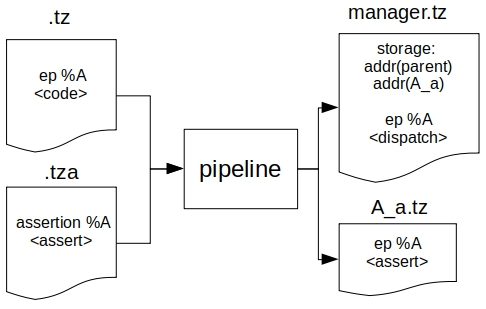 .tz
ep %A
<code>
.tza
assertion %A
<assert>
pipeline
manager.tz
storage:
addr(parent)
addr(A_a)
ep %A
<dispatch>
A_a.tz
ep %A
<assert>